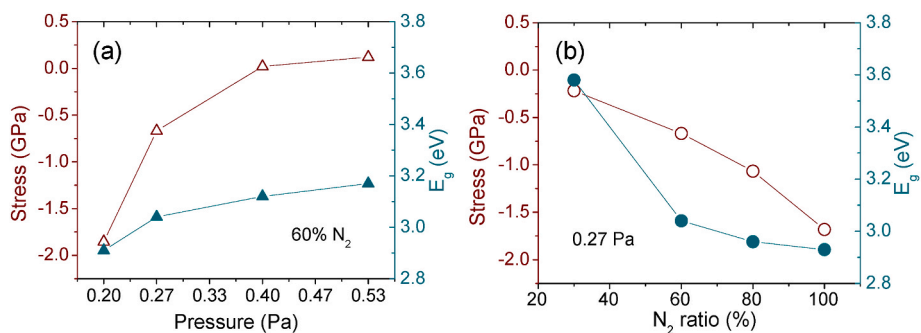 (a)
Stress (GPa)
0.5
0.0
-0.5
-1.0
-1.5
-2.0
3.8
3.6
3.4
3.2
3.0
2.8
E_g (eV)
60% N₂
0.20 0.27 0.33 0.40 0.47 0.53
Pressure (Pa)
(b)
Stress (GPa)
0.5
0.0
-0.5
-1.0
-1.5
-2.0
3.8
3.6
3.4
3.2
3.0
2.8
E_g (eV)
0.27 Pa
20 40 60 80 100
N₂ ratio (%)